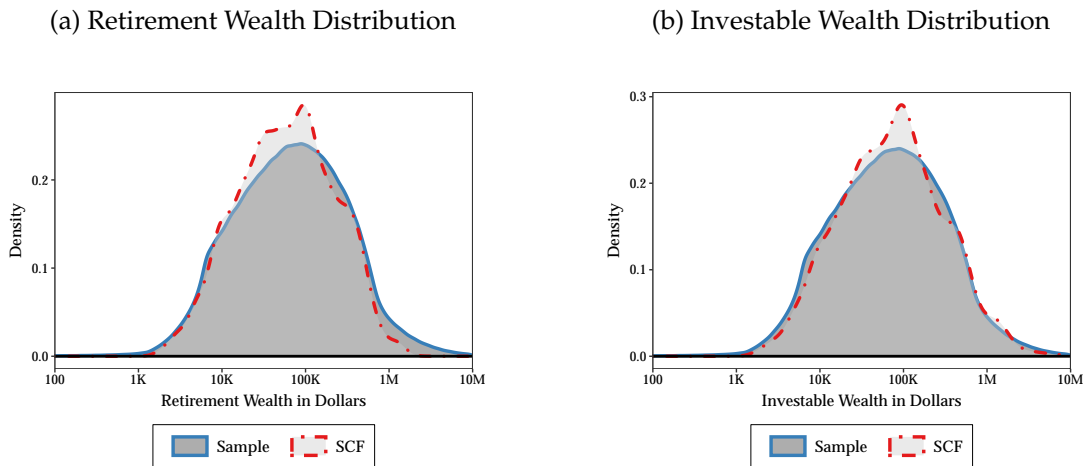 (a) Retirement Wealth Distribution
(b) Investable Wealth Distribution
Density
0.2
0.1
0.0
100 1K 10K 100K 1M 10M
Retirement Wealth in Dollars
Sample SCF
Density
0.3
0.2
0.1
0.0
100 1K 10K 100K 1M 10M
Investable Wealth in Dollars
Sample SCF